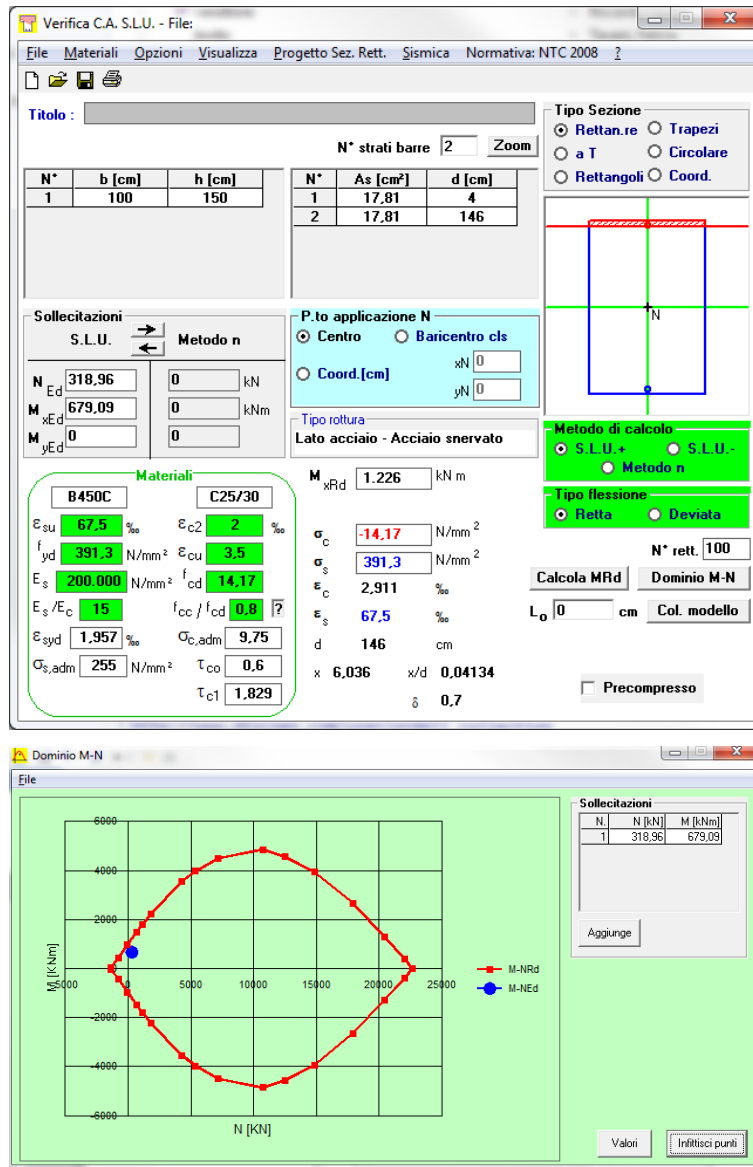 Verifica C.A. S.L.U. - File:
File Materiali Opzioni Visualizza Progetto Sez. Rett. Sismica Normativa: NTC 2008 ?
Titolo :
N° strati barre 2 Zoom
N° b [cm] h [cm]
1 100 150
N° As [cm²] d [cm]
1 17,81 4
2 17,81 146
Tipo Sezione
Rettan.re Trapezi
a T Circolare
Rettangoli Coord.
Sollecitazioni
S.L.U. Metodo n
N Ed 318,96 0 kN
M xEd 679,09 0 kNm
M yEd 0 0
P.to applicazione N
Centro Baricentro cls
Coord.[cm] xN 0
yN 0
Tipo rottura
Lato acciaio - Acciaio snervato
N
Metodo di calcolo
S.L.U.+ S.L.U.-
Metodo n
Tipo flessione
Retta Deviata
Materiali
B450C C25/30
εsu 67,5 ‰ εc2 2 ‰
fyd 391,3 N/mm² εcu 3,5
Es 200.000 N/mm² fcd 14,17
Es/Ec 15 fcc / fcd 0,8 ?
εsyd 1,957 ‰ σc,adm 9,75
σs,adm 255 N/mm² τco 0,6
τc1 1,829
M xRd 1.226 kN m
σc -14,17 N/mm²
σs 391,3 N/mm²
εc 2,911 ‰
εs 67,5 ‰
d 146 cm
x 6,036 x/d 0,04134
δ 0,7
N° rett. 100
Calcola MRd Dominio M-N
Lo 0 cm Col. modello
Precompresso
Dominio M-N
File
6000
4000
2000
0
-5000 0 5000 10000 15000 20000 25000
-2000
-4000
-6000
M [KNm]
N [KN]
M-NRd
M-NEd
Sollecitazioni
N. N [kN] M [kNm]
1 318,96 679,09
Aggiunge
Valori Infittisci punti